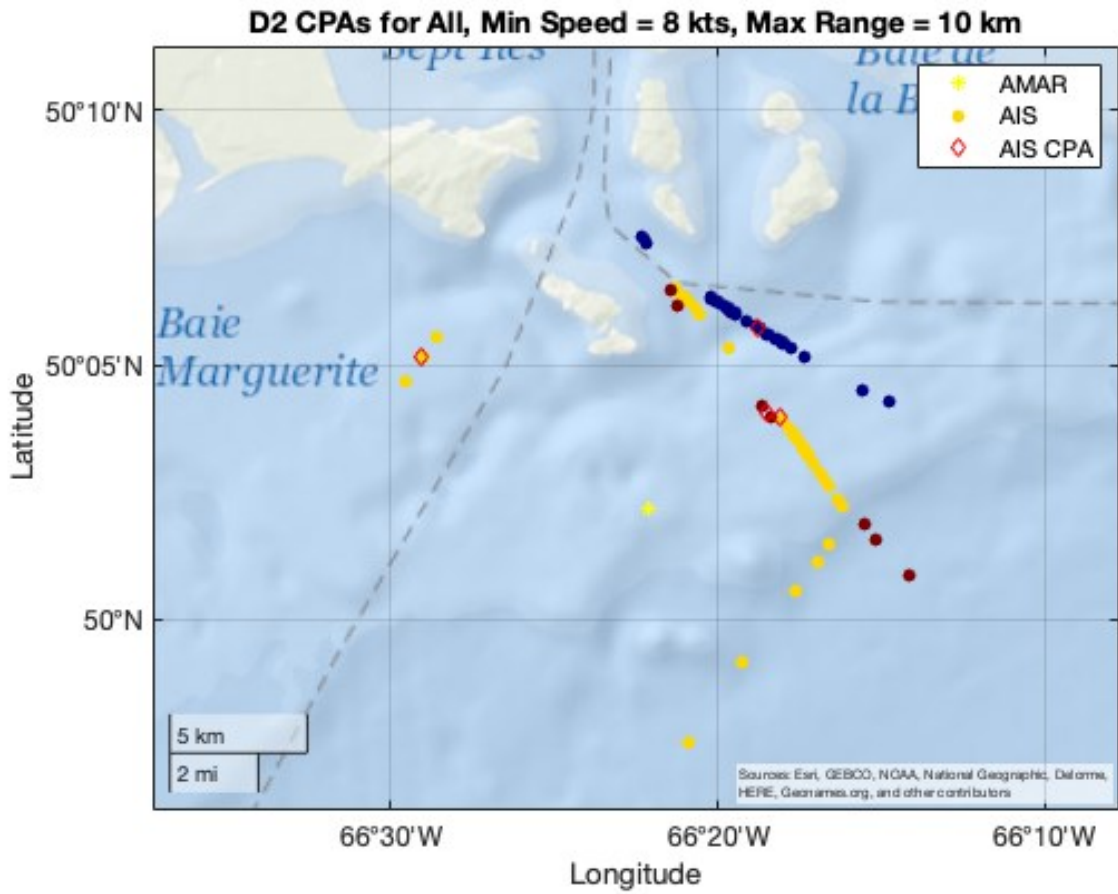 D2 CPAs for All, Min Speed = 8 kts, Max Range = 10 km
Sept Iles
Baie de
la B
AMAR
AIS
AIS CPA
50°10'N
Baie
Marguerite
50°05'N
Latitude
50°N
5 km
2 mi
Sources: Esri, GEBCO, NOAA, National Geographic, Delorme,
HERE, Geonames.org, and other contributors
66°30'W
66°20'W
66°10'W
Longitude